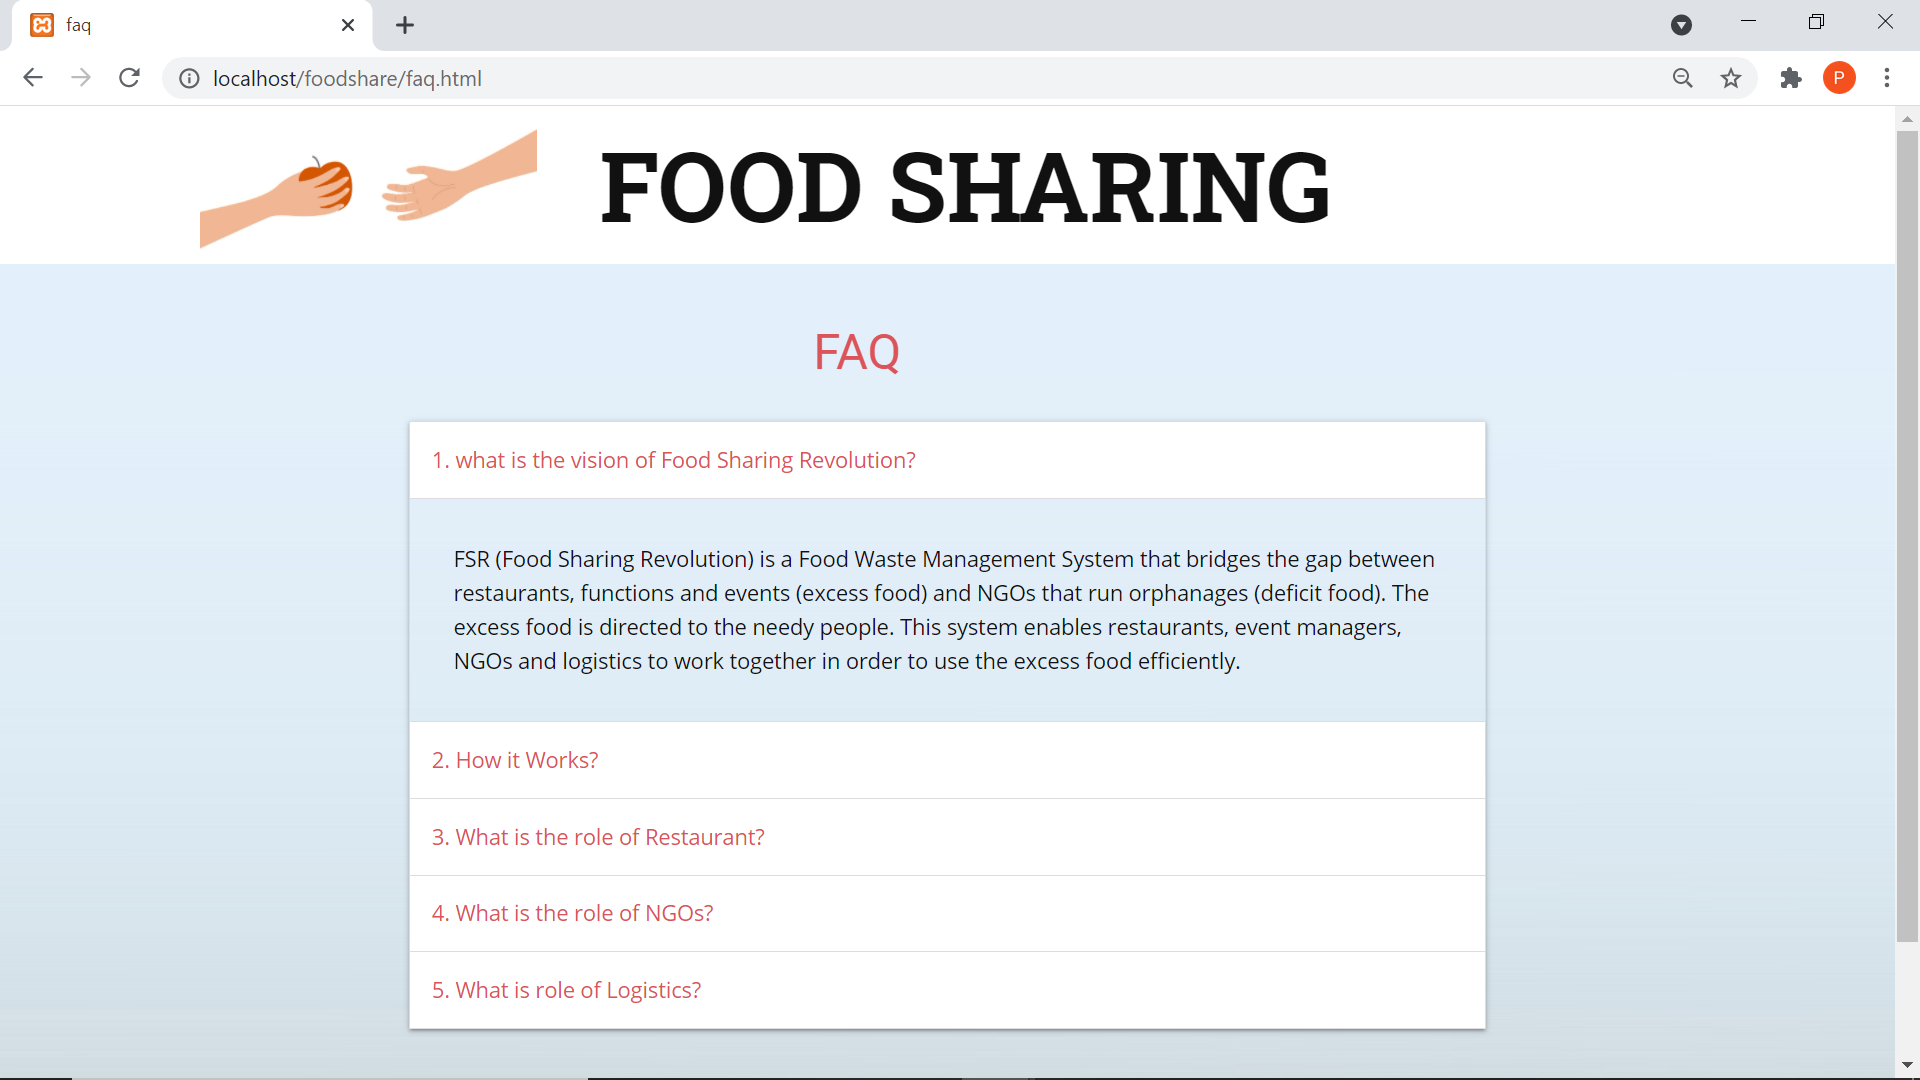 faq
localhost/foodshare/faq.html
P
FOOD SHARING
FAQ
1. what is the vision of Food Sharing Revolution?
FSR (Food Sharing Revolution) is a Food Waste Management System that bridges the gap between
restaurants, functions and events (excess food) and NGOs that run orphanages (deficit food). The
excess food is directed to the needy people. This system enables restaurants, event managers,
NGOs and logistics to work together in order to use the excess food efficiently.
2. How it Works?
3. What is the role of Restaurant?
4. What is the role of NGOs?
5. What is role of Logistics?